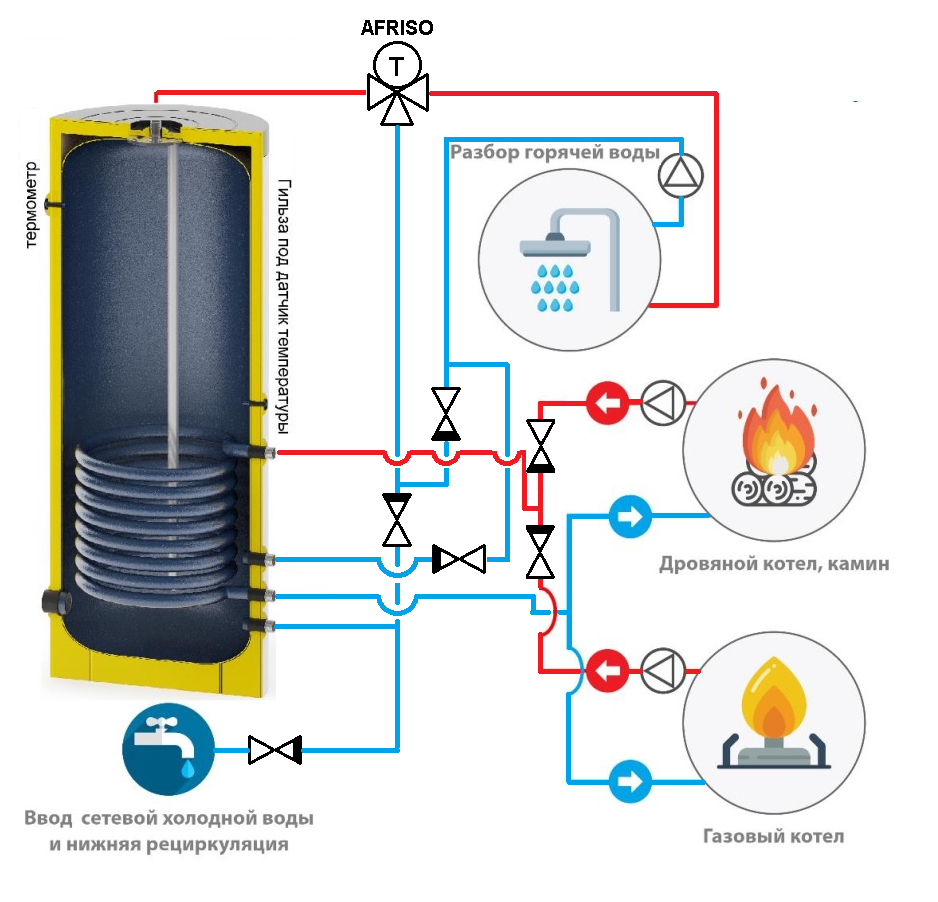 AFRISO
T
Разбор горячей воды
термометр
Гильза под датчик температуры
Дровяной котел, камин
Ввод сетевой холодной воды
и нижняя рециркуляция
Газовый котел